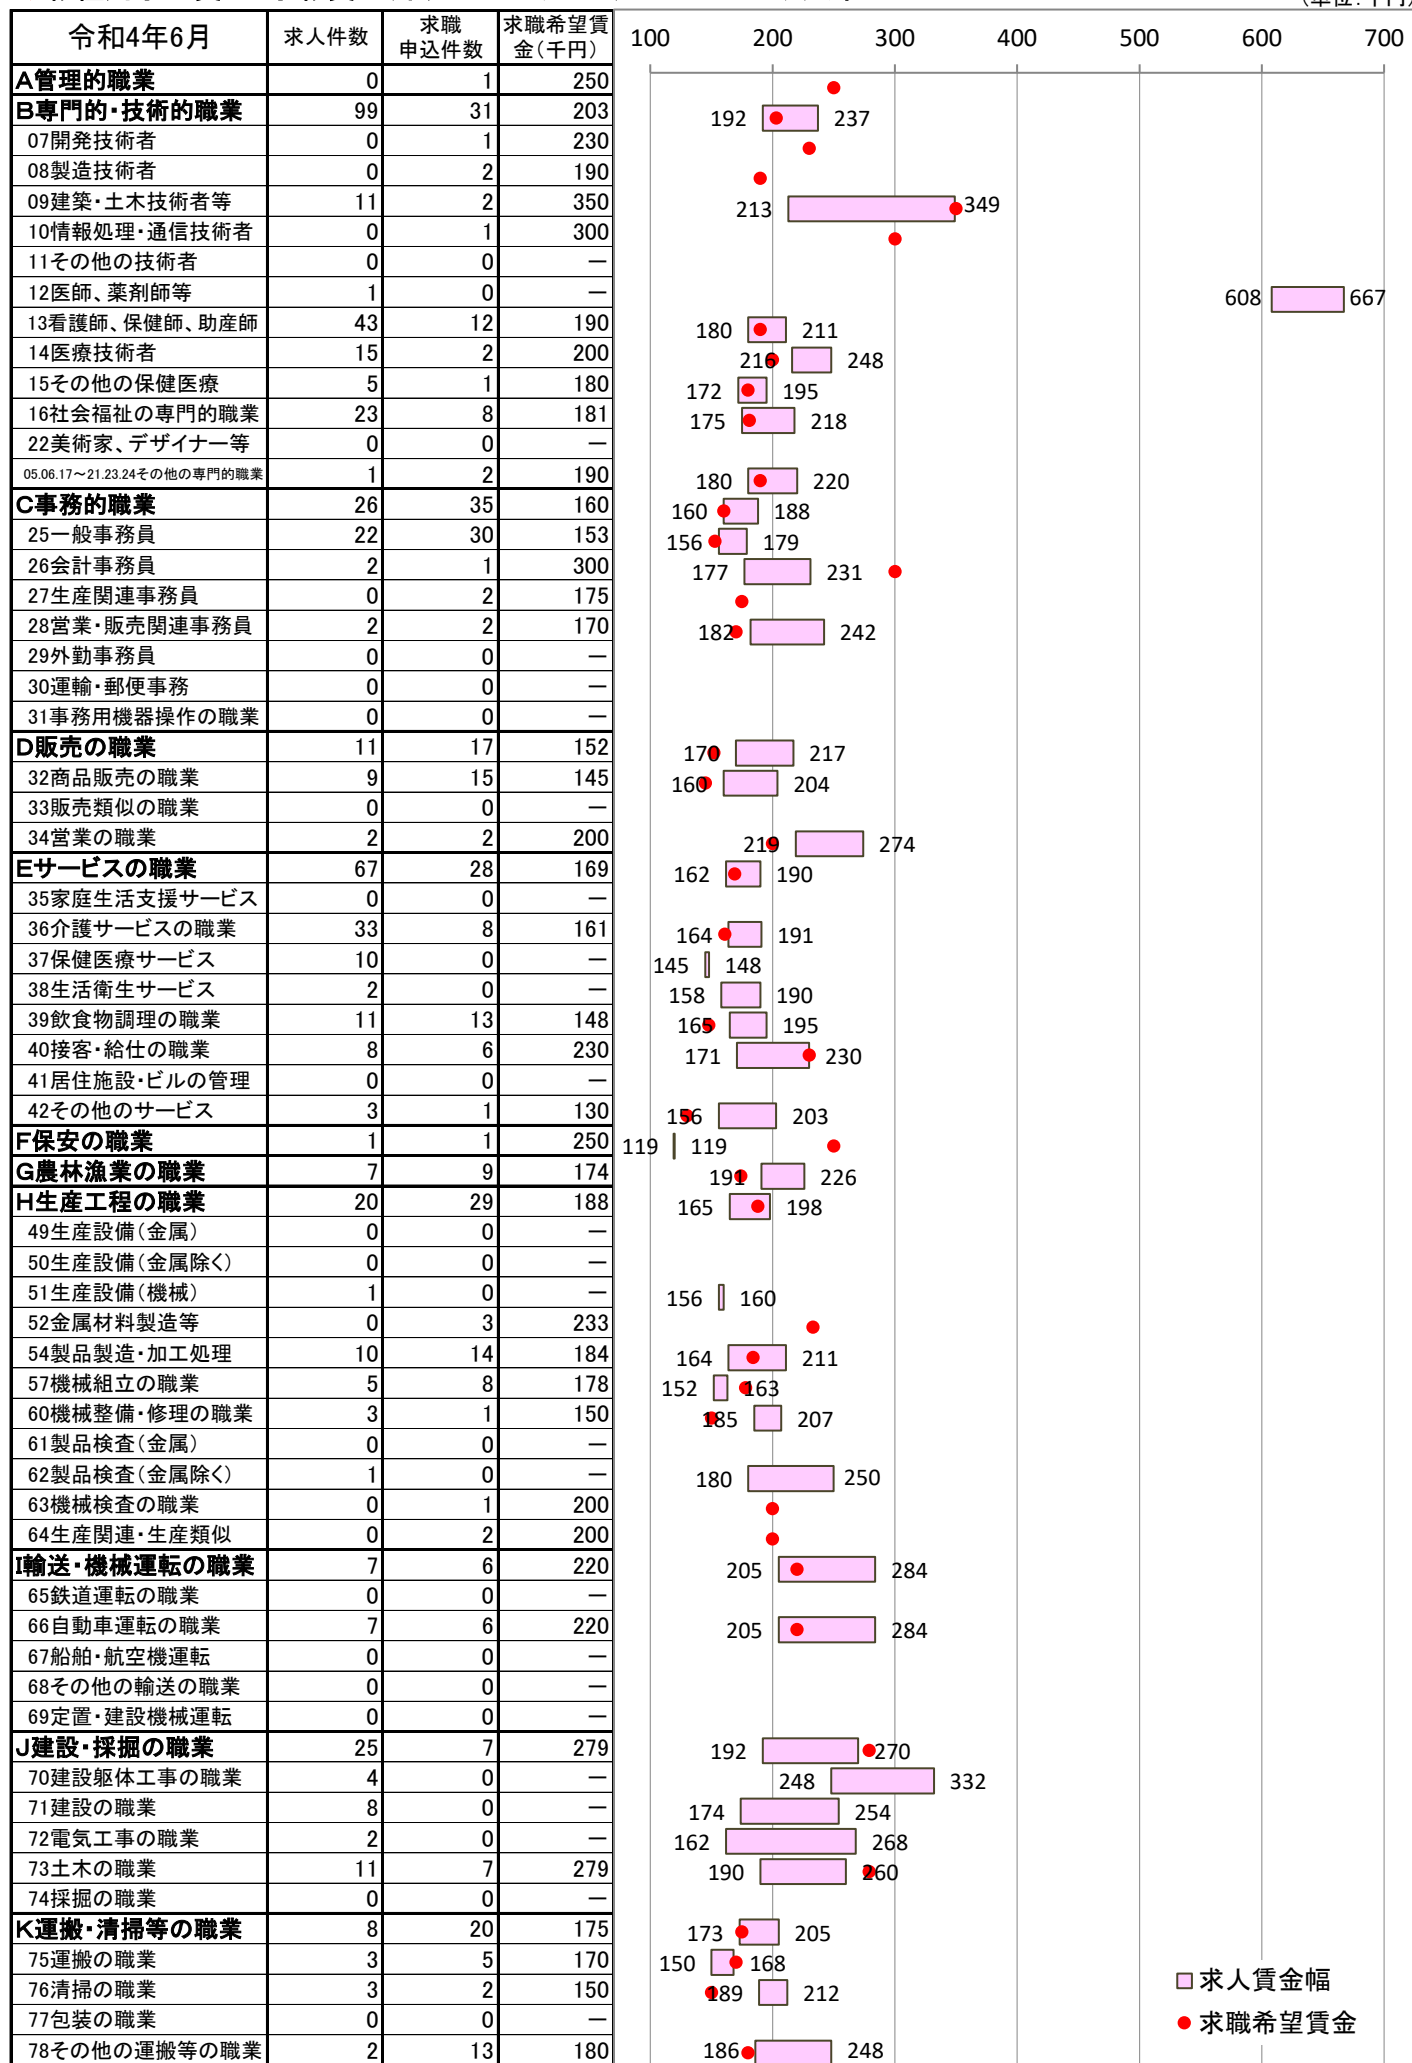 令和4年6月 求人件数 求職申込件数 求職希望賃金(千円) 100 200 300 400 500 600 700
A管理的職業 0 1 250
B専門的・技術的職業 99 31 203 192 237
07開発技術者 0 1 230
08製造技術者 0 2 190
09建築・土木技術者等 11 2 350 213 349
10情報処理・通信技術者 0 1 300
11その他の技術者 0 0 —
12医師、薬剤師等 1 0 — 608 667
13看護師、保健師、助産師 43 12 190 180 211
14医療技術者 15 2 200 216 248
15その他の保健医療 5 1 180 172 195
16社会福祉の専門的職業 23 8 181 175 218
22美術家、デザイナー等 0 0 —
05.06.17〜21.23.24その他の専門的職業 1 2 190 180 220
C事務的職業 26 35 160 160 188
25一般事務員 22 30 153 156 179
26会計事務員 2 1 300 177 231
27生産関連事務員 0 2 175
28営業・販売関連事務員 2 2 170 182 242
29外勤事務員 0 0 —
30運輸・郵便事務 0 0 —
31事務用機器操作の職業 0 0 —
D販売の職業 11 17 152 170 217
32商品販売の職業 9 15 145 160 204
33販売類似の職業 0 0 —
34営業の職業 2 2 200 219 274
Eサービスの職業 67 28 169 162 190
35家庭生活支援サービス 0 0 —
36介護サービスの職業 33 8 161 164 191
37保健医療サービス 10 0 — 145 148
38生活衛生サービス 2 0 — 158 190
39飲食物調理の職業 11 13 148 165 195
40接客・給仕の職業 8 6 230 171 230
41居住施設・ビルの管理 0 0 —
42その他のサービス 3 1 130 156 203
F保安の職業 1 1 250 119 119
G農林漁業の職業 7 9 174 191 226
H生産工程の職業 20 29 188 165 198
49生産設備(金属) 0 0 —
50生産設備(金属除く) 0 0 —
51生産設備(機械) 1 0 — 156 160
52金属材料製造等 0 3 233
54製品製造・加工処理 10 14 184 164 211
57機械組立の職業 5 8 178 152 163
60機械整備・修理の職業 3 1 150 185 207
61製品検査(金属) 0 0 —
62製品検査(金属除く) 1 0 — 180 250
63機械検査の職業 0 1 200
64生産関連・生産類似 0 2 200
I輸送・機械運転の職業 7 6 220 205 284
65鉄道運転の職業 0 0 —
66自動車運転の職業 7 6 220 205 284
67船舶・航空機運転 0 0 —
68その他の輸送の職業 0 0 —
69定置・建設機械運転 0 0 —
J建設・採掘の職業 25 7 279 192 270
70建設躯体工事の職業 4 0 — 248 332
71建設の職業 8 0 — 174 254
72電気工事の職業 2 0 — 162 268
73土木の職業 11 7 279 190 260
74採掘の職業 0 0 —
K運搬・清掃等の職業 8 20 175 173 205
75運搬の職業 3 5 170 150 168
76清掃の職業 3 2 150 189 212
77包装の職業 0 0 —
78その他の運搬等の職業 2 13 180 186 248
求人賃金幅
求職希望賃金